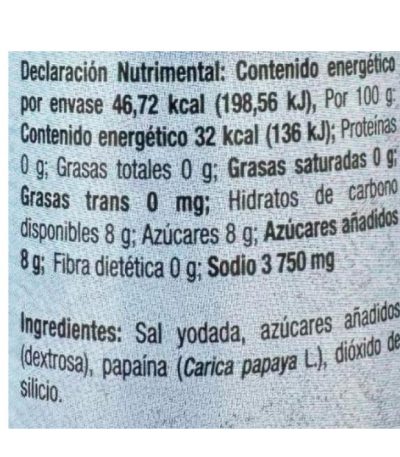 Declaración Nutrimental: Contenido energético
por envase 46,72 kcal (198,56 kJ), Por 100 g:
Contenido energético 32 kcal (136 kJ); Proteínas
0 g; Grasas totales 0 g; Grasas saturadas 0 g;
Grasas trans 0 mg; Hidratos de carbono
disponibles 8 g; Azúcares 8 g; Azúcares añadidos
8 g; Fibra dietética 0 g; Sodio 3 750 mg
Ingredientes: Sal yodada, azúcares añadidos
(dextrosa), papaína (Carica papaya L.), dióxido de
silicio.